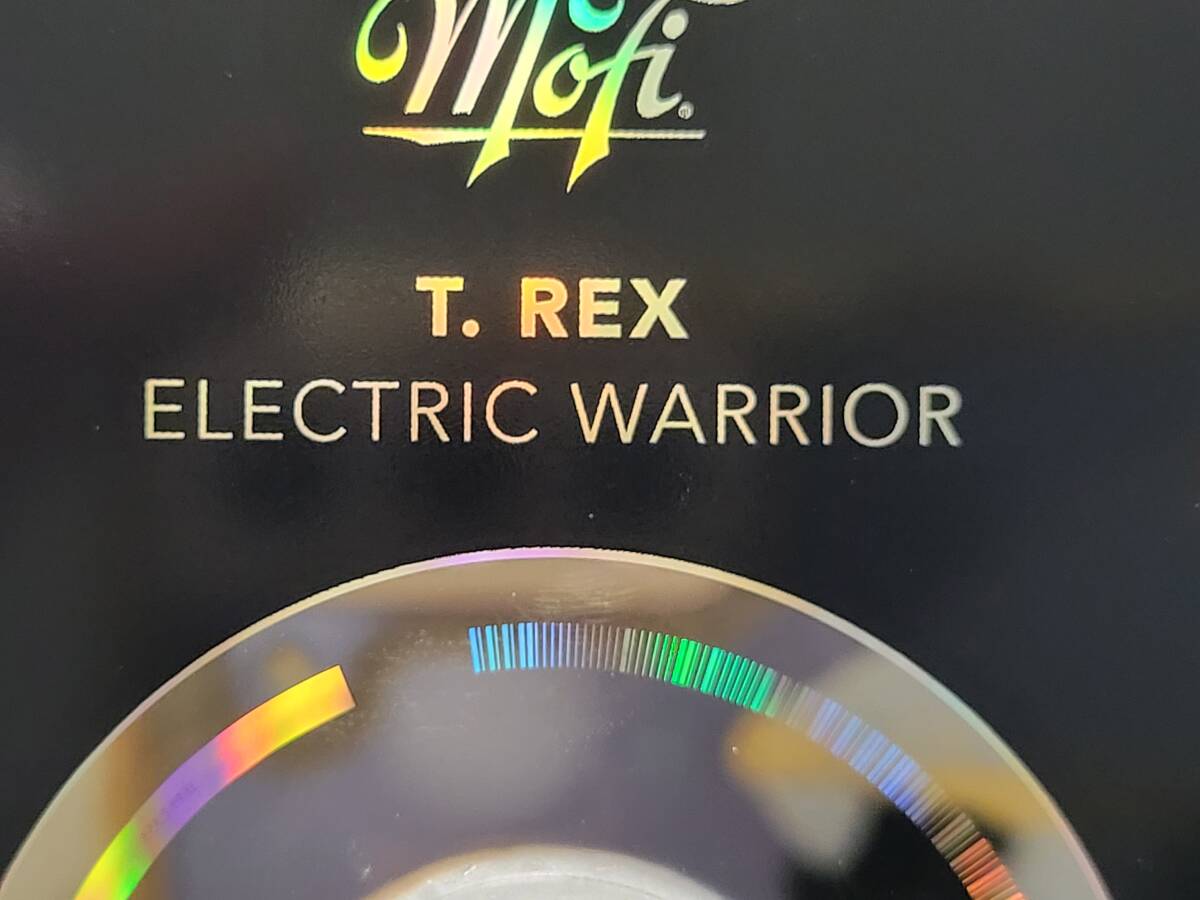 Mofi®
T. REX
ELECTRIC WARRIOR